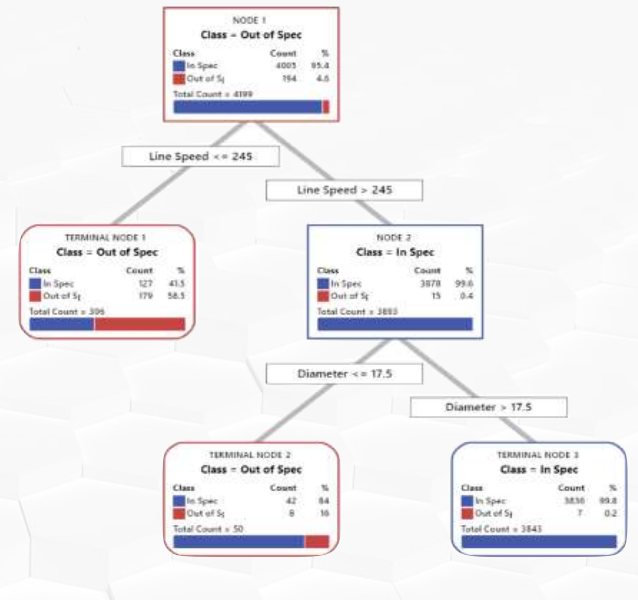 NODE 1
Class = Out of Spec
Class Count %
In Spec 4005 95.4
Out of Sp 194 4.6
Total Count = 4199
Line Speed <= 245
Line Speed > 245
TERMINAL NODE 1
Class = Out of Spec
Class Count %
In Spec 127 41.5
Out of Sp 179 58.5
Total Count = 306
NODE 2
Class = In Spec
Class Count %
In Spec 3878 99.6
Out of Sp 15 0.4
Total Count = 3893
Diameter <= 17.5
Diameter > 17.5
TERMINAL NODE 2
Class = Out of Spec
Class Count %
In Spec 42 84
Out of Sp 8 16
Total Count = 50
TERMINAL NODE 3
Class = In Spec
Class Count %
In Spec 3836 99.8
Out of Sp 7 0.2
Total Count = 3843